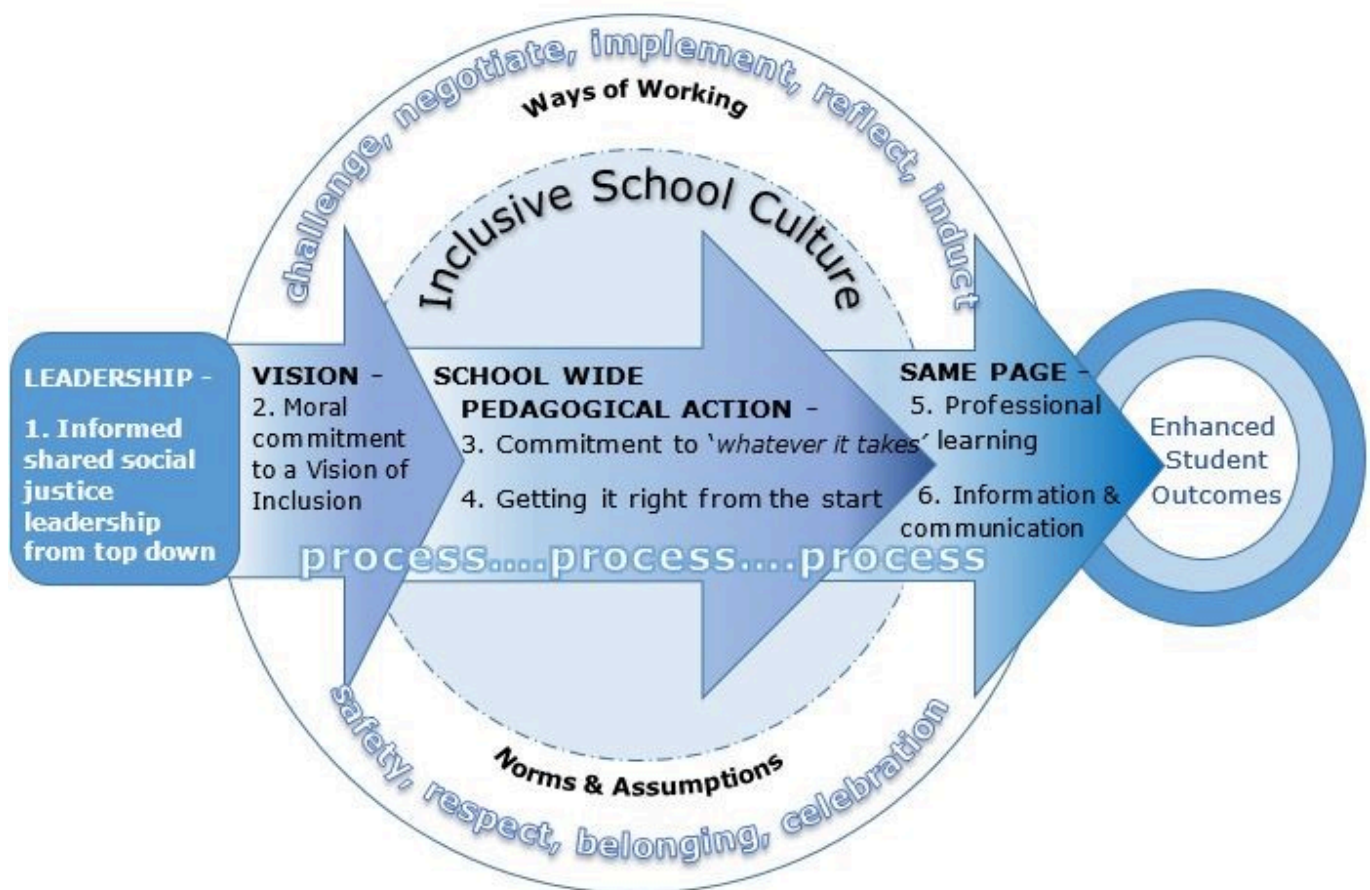 challenge, negotiate, implement, reflect, induct
Ways of Working
Inclusive School Culture
LEADERSHIP -
1. Informed
shared social
justice
leadership
from top down
VISION -
2. Moral
commitment
to a Vision of
Inclusion
SCHOOL WIDE
PEDAGOGICAL ACTION -
3. Commitment to ‘whatever it takes’
4. Getting it right from the start
SAME PAGE -
5. Professional
learning
6. Information &
communication
Enhanced
Student
Outcomes
process....process....process
Norms & Assumptions
safety, respect, belonging, celebration